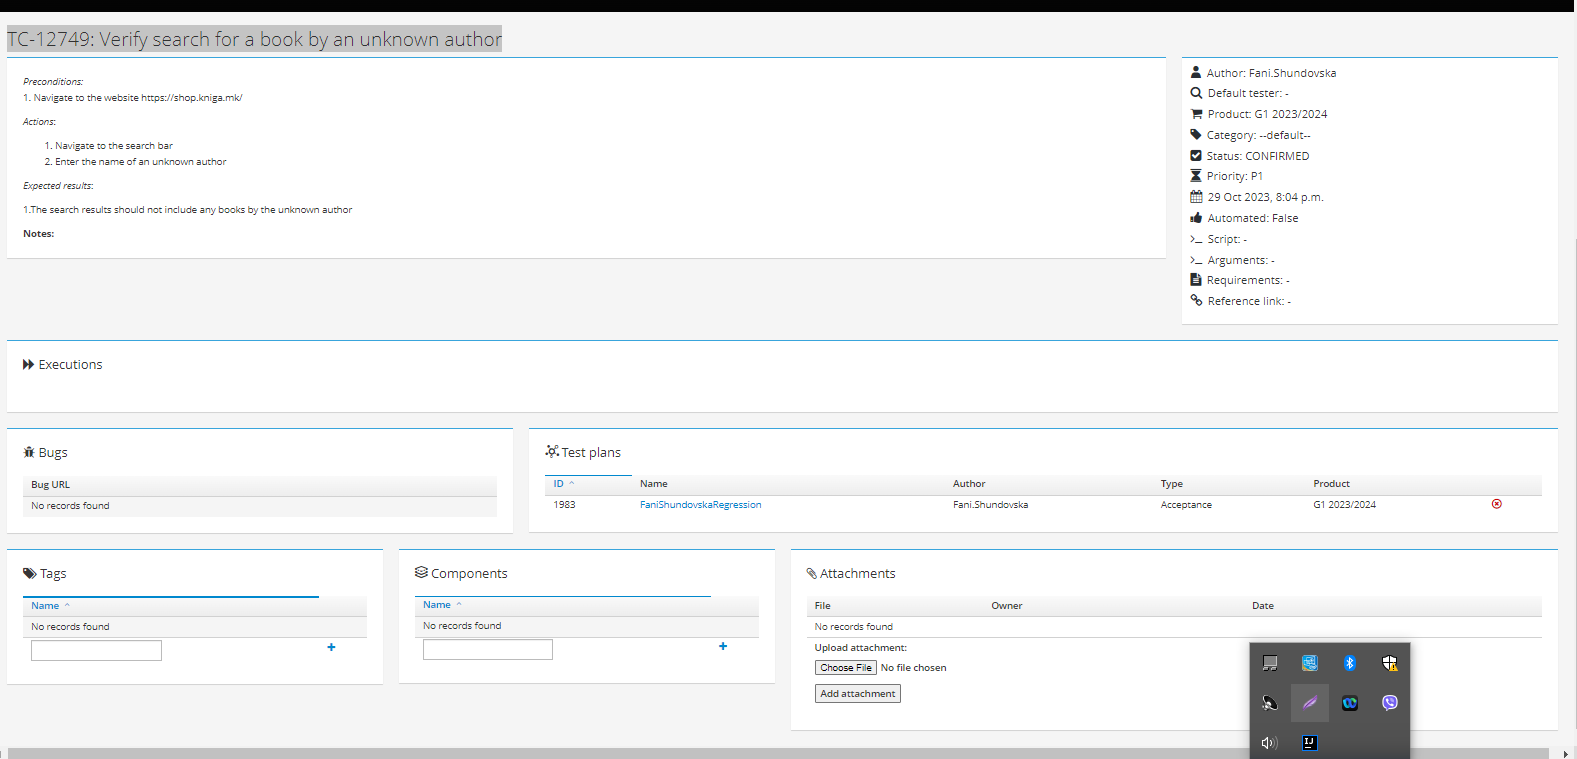 TC-12749: Verify search for a book by an unknown author
Preconditions:
1. Navigate to the website https://shop.kniga.mk/
Actions:
1. Navigate to the search bar
2. Enter the name of an unknown author
Expected results:
1.The search results should not include any books by the unknown author
Notes:
Author: Fani.Shundovska
Default tester: -
Product: G1 2023/2024
Category: --default--
Status: CONFIRMED
Priority: P1
29 Oct 2023, 8:04 p.m.
Automated: False
Script: -
Arguments: -
Requirements: -
Reference link: -
Executions
Bugs
Bug URL
No records found
Test plans
ID Name Author Type Product
1983 FaniShundovskaRegression Fani.Shundovska Acceptance G1 2023/2024
Tags
Name
No records found
Components
Name
No records found
Attachments
File Owner Date
No records found
Upload attachment:
Choose File No file chosen
Add attachment
IJ